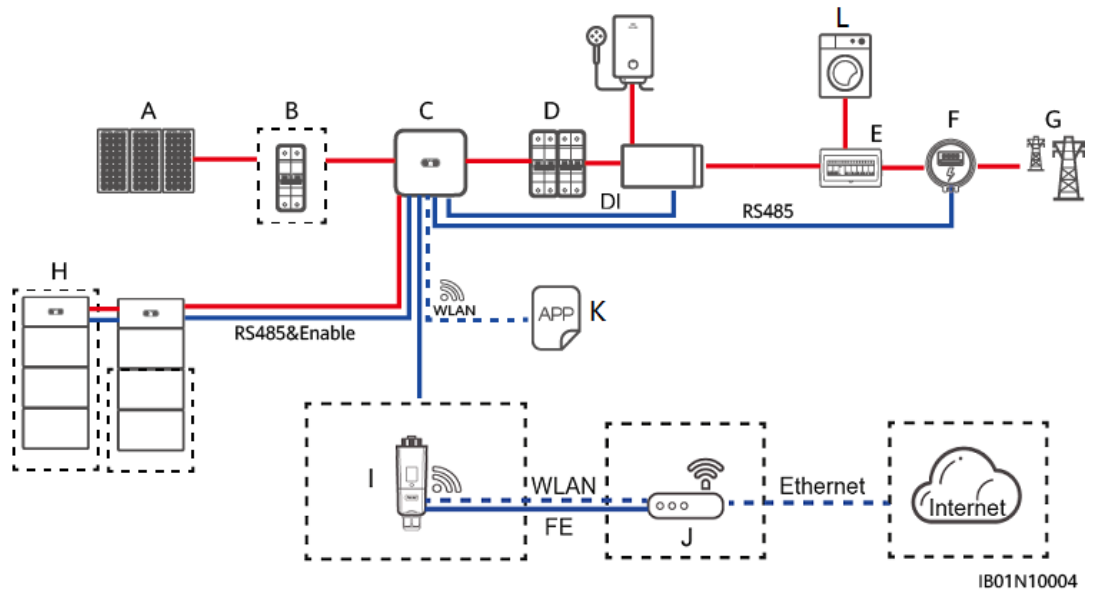 L
A
B
C
D
E
F
G
DI
RS485
H
WLAN
APP
K
RS485&Enable
I
WLAN
FE
J
Ethernet
Internet
IB01N10004